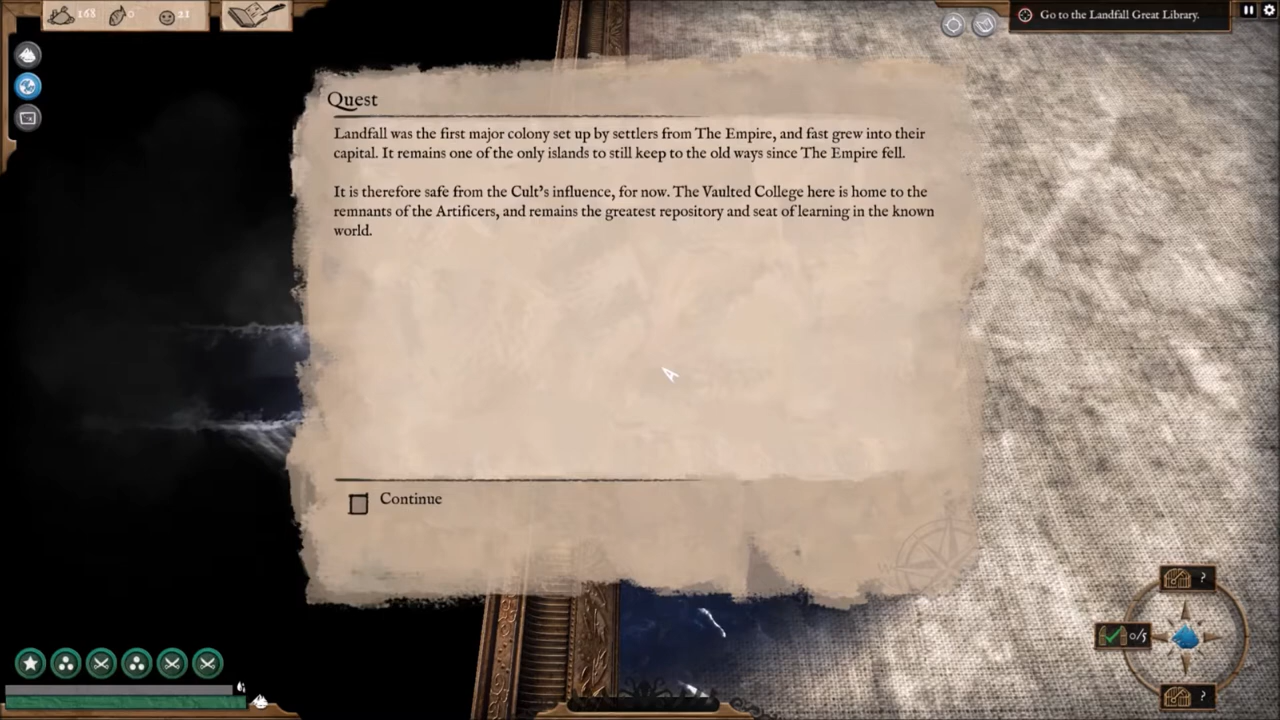 168 0 21
Go to the Landfall Great Library.
Quest
Landfall was the first major colony set up by settlers from The Empire, and fast grew into their
capital. It remains one of the only islands to still keep to the old ways since The Empire fell.
It is therefore safe from the Cult's influence, for now. The Vaulted College here is home to the
remnants of the Artificers, and remains the greatest repository and seat of learning in the known
world.
Continue
?
0/5
?